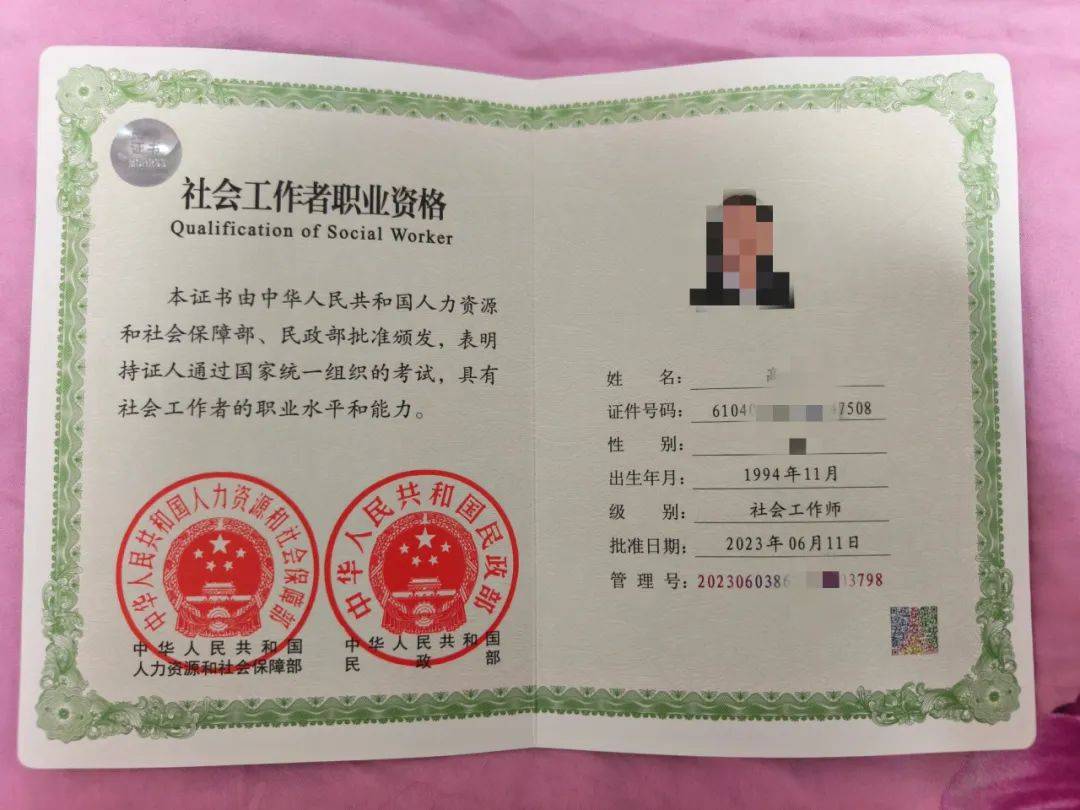 社会工作者职业资格
Qualification of Social Worker
本证书由中华人民共和国人力资源
和社会保障部、民政部批准颁发，表明
持证人通过国家统一组织的考试，具有
社会工作者的职业水平和能力。
中华人民共和国人力资源和社会保障部
中华人民共和国民政部
中华人民共和国
人力资源和社会保障部
中华人民共和国
民政部
姓 名：
证件号码：6104 7508
性 别：
出生年月：1994年11月
级 别：社会工作师
批准日期：2023年06月11日
管 理 号：2023060386 03798